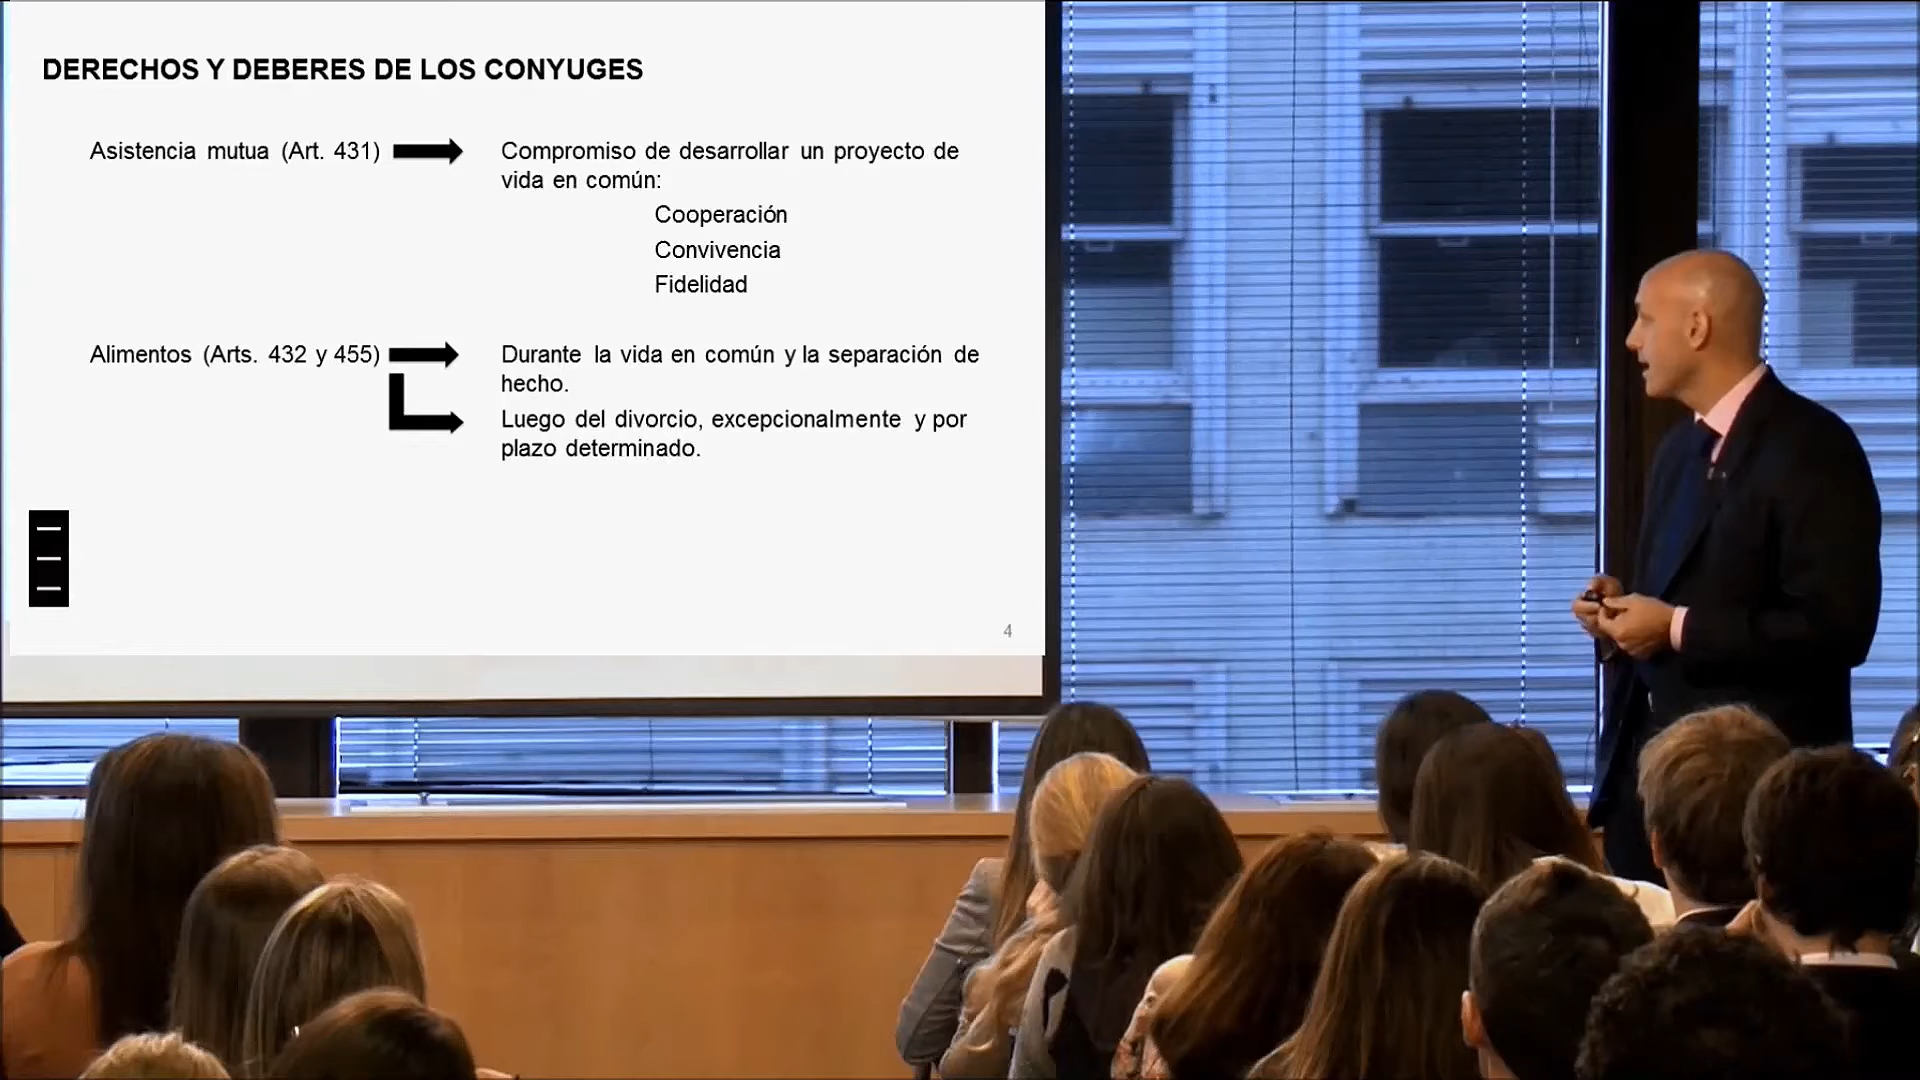 DERECHOS Y DEBERES DE LOS CONYUGES
Asistencia mutua (Art. 431)
Compromiso de desarrollar un proyecto de
vida en común:
Cooperación
Convivencia
Fidelidad
Alimentos (Arts. 432 y 455)
Durante la vida en común y la separación de
hecho.
Luego del divorcio, excepcionalmente y por
plazo determinado.
4